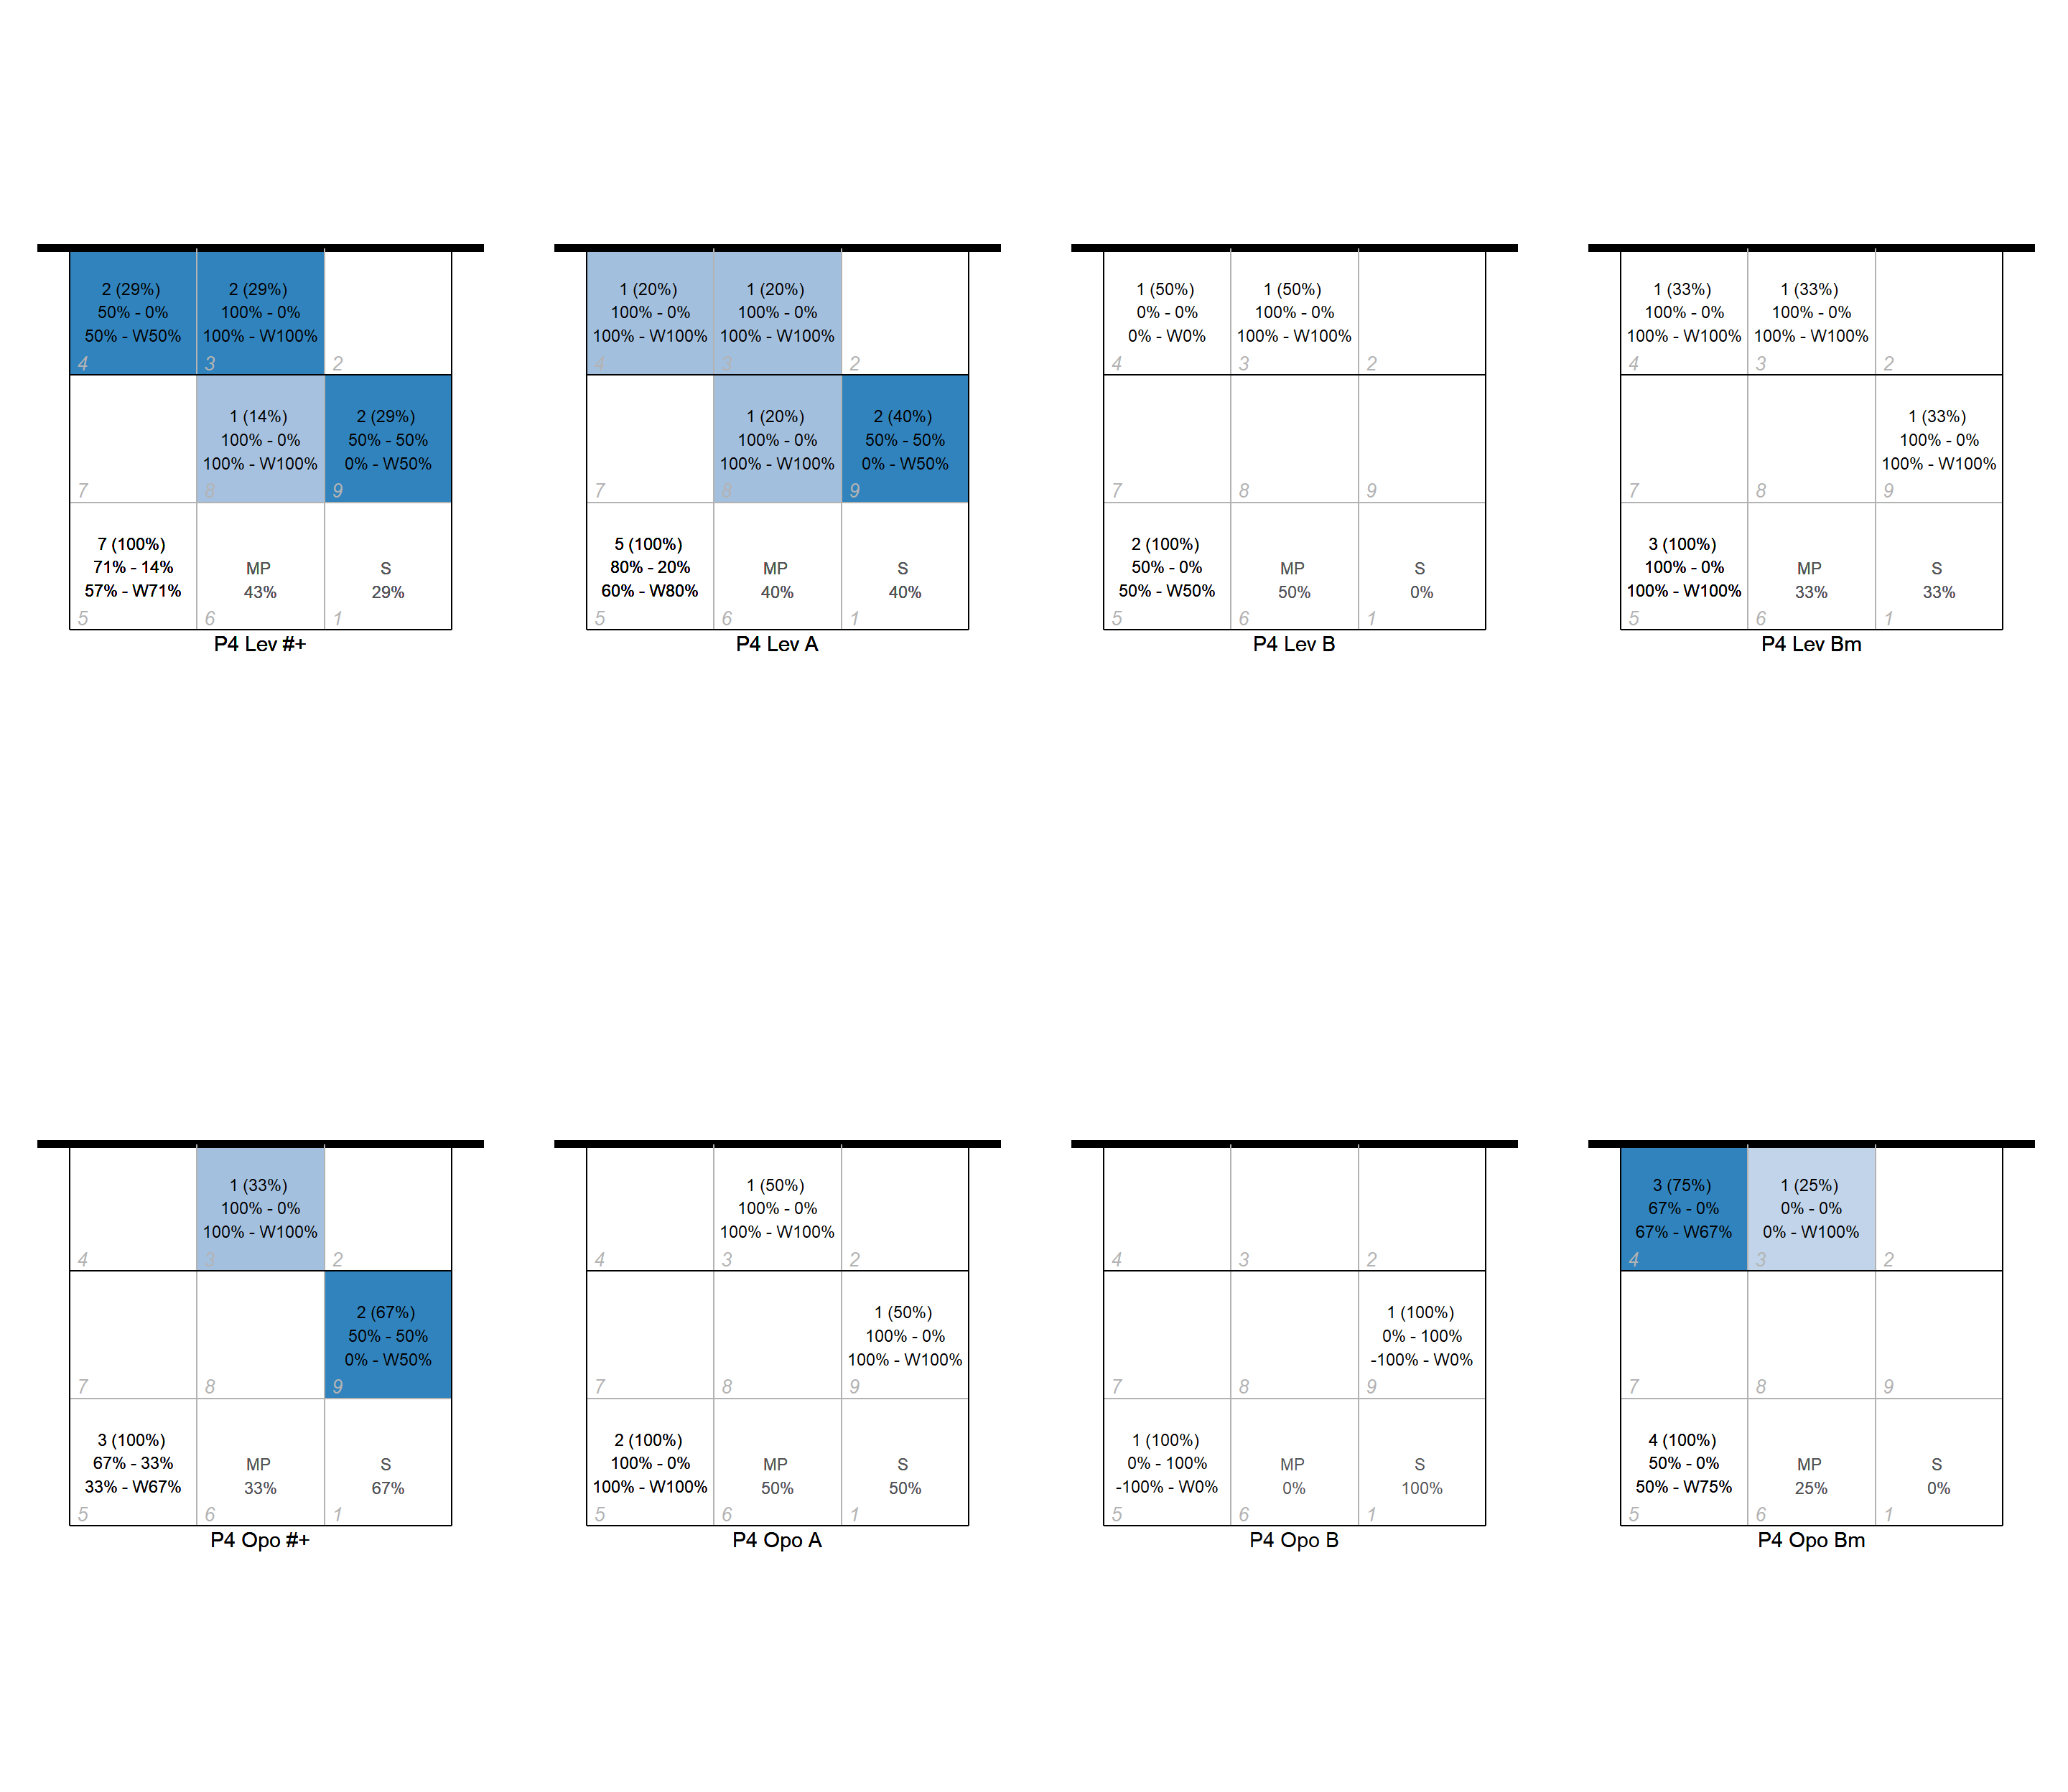 2 (29%)
50% - 0%
50% - W50%
4
2 (29%)
100% - 0%
100% - W100%
3
2
7
1 (14%)
100% - 0%
100% - W100%
8
2 (29%)
50% - 50%
0% - W50%
9
7 (100%)
71% - 14%
57% - W71%
5
MP
43%
6
S
29%
1
P4 Lev #+
1 (20%)
100% - 0%
100% - W100%
4
1 (20%)
100% - 0%
100% - W100%
3
2
7
1 (20%)
100% - 0%
100% - W100%
8
2 (40%)
50% - 50%
0% - W50%
9
5 (100%)
80% - 20%
60% - W80%
5
MP
40%
6
S
40%
1
P4 Lev A
1 (50%)
0% - 0%
0% - W0%
4
1 (50%)
100% - 0%
100% - W100%
3
2
7
8
9
2 (100%)
50% - 0%
50% - W50%
5
MP
50%
6
S
0%
1
P4 Lev B
1 (33%)
100% - 0%
100% - W100%
4
1 (33%)
100% - 0%
100% - W100%
3
2
7
8
1 (33%)
100% - 0%
100% - W100%
9
3 (100%)
100% - 0%
100% - W100%
5
MP
33%
6
S
33%
1
P4 Lev Bm
4
1 (33%)
100% - 0%
100% - W100%
3
2
7
8
2 (67%)
50% - 50%
0% - W50%
9
3 (100%)
67% - 33%
33% - W67%
5
MP
33%
6
S
67%
1
P4 Opo #+
4
1 (50%)
100% - 0%
100% - W100%
3
2
7
8
1 (50%)
100% - 0%
100% - W100%
9
2 (100%)
100% - 0%
100% - W100%
5
MP
50%
6
S
50%
1
P4 Opo A
4
3
2
7
8
1 (100%)
0% - 100%
-100% - W0%
9
1 (100%)
0% - 100%
-100% - W0%
5
MP
0%
6
S
100%
1
P4 Opo B
3 (75%)
67% - 0%
67% - W67%
4
1 (25%)
0% - 0%
0% - W100%
3
2
7
8
9
4 (100%)
50% - 0%
50% - W75%
5
MP
25%
6
S
0%
1
P4 Opo Bm